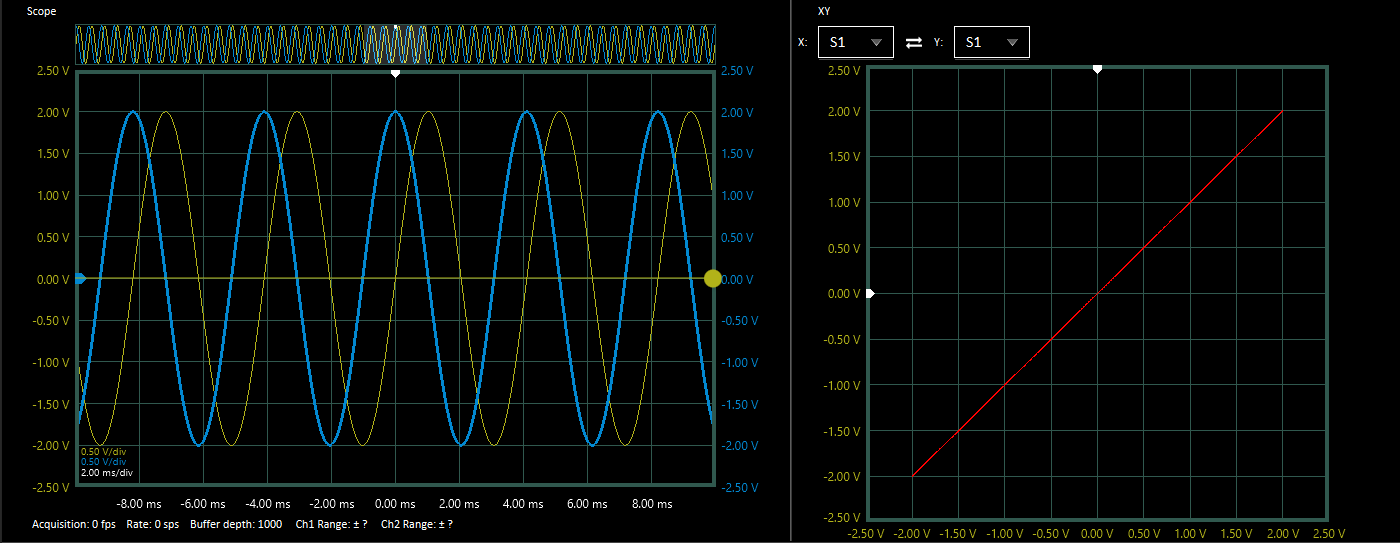 Scope
2.50 V 2.50 V
2.00 V 2.00 V
1.50 V 1.50 V
1.00 V 1.00 V
0.50 V 0.50 V
0.00 V 0.00 V
-0.50 V -0.50 V
-1.00 V -1.00 V
-1.50 V -1.50 V
-2.00 V -2.00 V
0.50 V/div
0.50 V/div
2.00 ms/div
-2.50 V -2.50 V
-8.00 ms -6.00 ms -4.00 ms -2.00 ms 0.00 ms 2.00 ms 4.00 ms 6.00 ms 8.00 ms
Acquisition: 0 fps Rate: 0 sps Buffer depth: 1000 Ch1 Range: ± ? Ch2 Range: ± ?
XY
X: S1 Y: S1
2.50 V
2.00 V
1.50 V
1.00 V
0.50 V
0.00 V
-0.50 V
-1.00 V
-1.50 V
-2.00 V
-2.50 V
-2.50 V -2.00 V -1.50 V -1.00 V -0.50 V 0.00 V 0.50 V 1.00 V 1.50 V 2.00 V 2.50 V